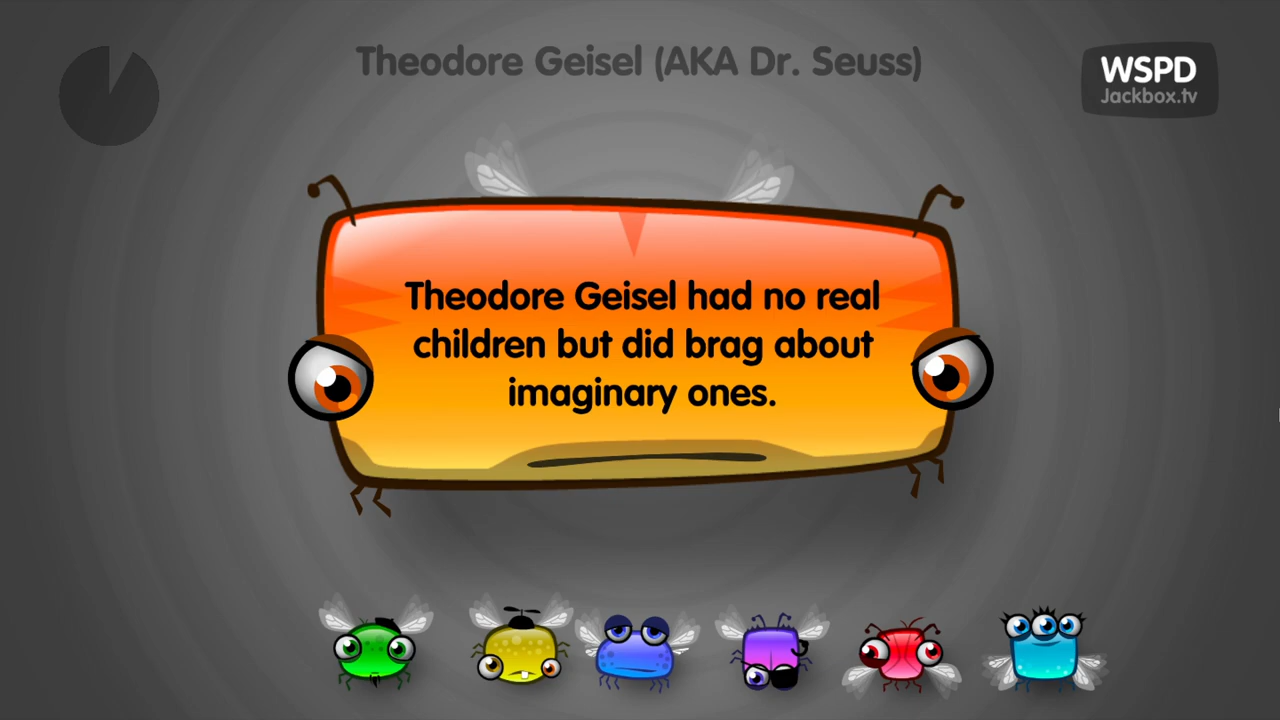 Theodore Geisel (AKA Dr. Seuss)
WSPD
Jackbox.tv
Theodore Geisel had no real
children but did brag about
imaginary ones.